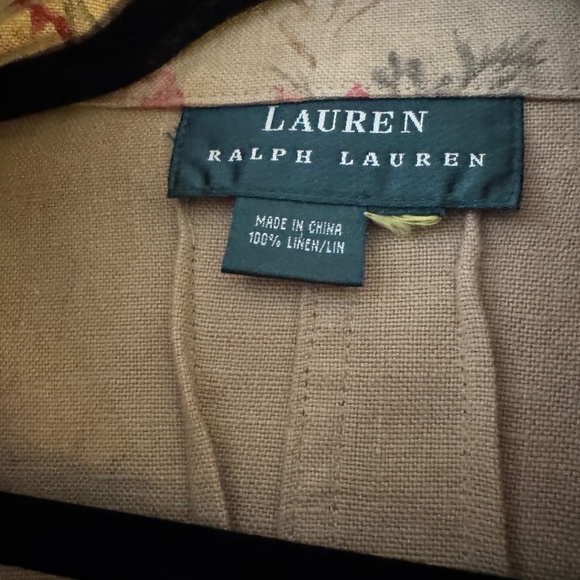 LAUREN
RALPH LAUREN
MADE IN CHINA
100% LINEN/LIN